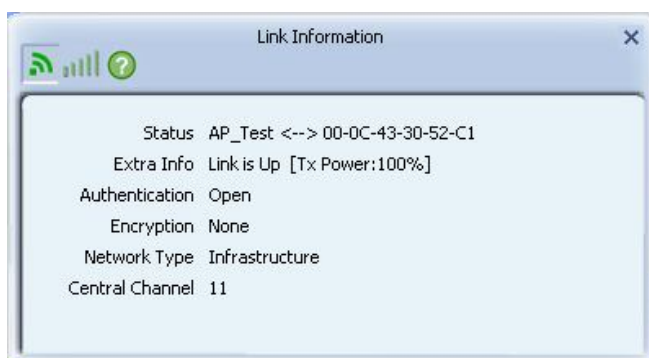 Link Information
Status AP_Test <--> 00-0C-43-30-52-C1
Extra Info Link is Up [Tx Power:100%]
Authentication Open
Encryption None
Network Type Infrastructure
Central Channel 11